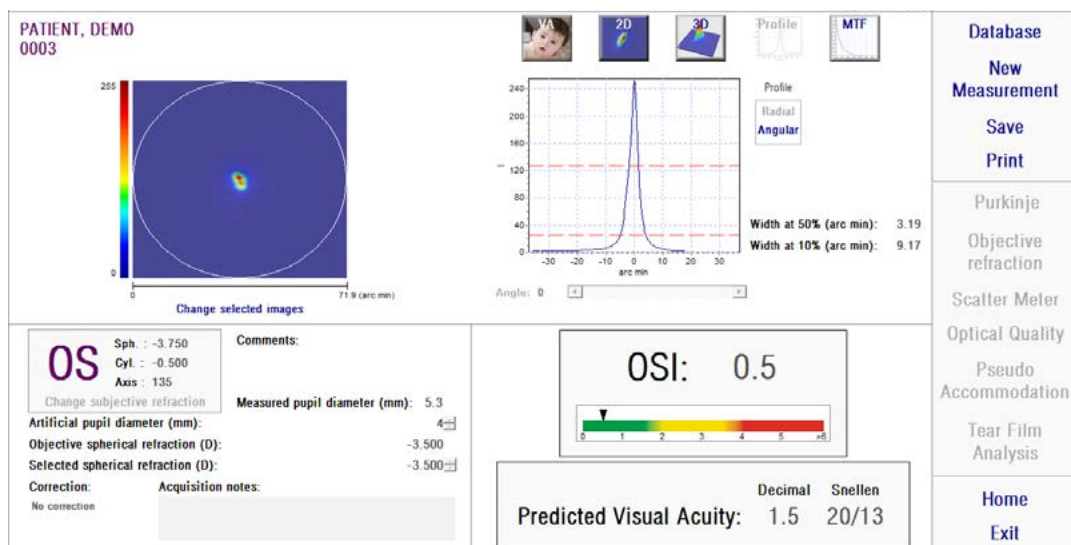 PATIENT, DEMO
0003
255
0
0
71.9 (arc min)
Change selected images
VA
2D
3D
Profile
MTF
240
200
160
I
120
80
40
0
-30 -20 -10 0 10 20 30
arc min
Profile
Radial
Angular
Width at 50% (arc min): 3.19
Width at 10% (arc min): 9.17
Angle: 0
OS
Sph. : -3.750
Cyl. : -0.500
Axis : 135
Change subjective refraction
Comments:
Measured pupil diameter (mm): 5.3
Artificial pupil diameter (mm): 4
Objective spherical refraction (D): -3.500
Selected spherical refraction (D): -3.500
Correction:
No correction
Acquisition notes:
OSI: 0.5
0 1 2 3 4 5 >6
Decimal Snellen
Predicted Visual Acuity: 1.5 20/13
Database
New
Measurement
Save
Print
Purkinje
Objective
refraction
Scatter Meter
Optical Quality
Pseudo
Accommodation
Tear Film
Analysis
Home
Exit